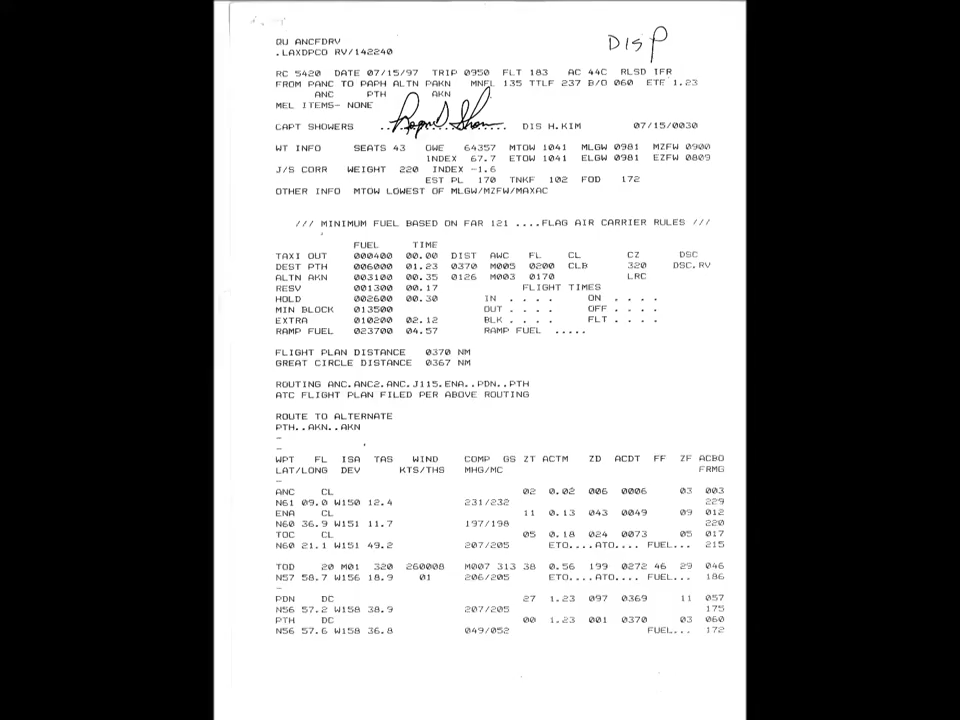 QU ANCFDRV
DISP
.LAXDPCO RV/142240
RC 5420 DATE 07/15/97 TRIP 0950 FLT 183 AC 44C RLSD IFR
FROM PANC TO PAPH ALTN PAKN MNFL 135 TTLF 237 B/O 060 ETE 1.23
ANC PTH AKN
MEL ITEMS- NONE
CAPT SHOWERS ................... DIS H.KIM 07/15/0030
WT INFO SEATS 43 OWE 64357 MTOW 1041 MLGW 0981 MZFW 0900
INDEX 67.7 ETOW 1041 ELGW 0981 EZFW 0809
J/S CORR WEIGHT 220 INDEX -1.6
EST PL 170 TNKF 102 FOD 172
OTHER INFO MTOW LOWEST OF MLGW/MZFW/MAXAC
/// MINIMUM FUEL BASED ON FAR 121 ....FLAG AIR CARRIER RULES ///
FUEL TIME
TAXI OUT 000400 00.00 DIST AWC FL CL CZ DSC
DEST PTH 006000 01.23 0370 M005 0200 CLB 320 DSC.RV
ALTN AKN 003100 00.35 0126 M003 0170 LRC
RESV 001300 00.17 FLIGHT TIMES
HOLD 002600 00.30 IN . . . . ON . . . .
MIN BLOCK 013500 OUT . . . . OFF . . . .
EXTRA 010200 02.12 BLK . . . . FLT . . . .
RAMP FUEL 023700 04.57 RAMP FUEL .....
FLIGHT PLAN DISTANCE 0370 NM
GREAT CIRCLE DISTANCE 0367 NM
ROUTING ANC.ANC2.ANC.J115.ENA..PDN..PTH
ATC FLIGHT PLAN FILED PER ABOVE ROUTING
ROUTE TO ALTERNATE
PTH..AKN..AKN
-
-
WPT FL ISA TAS WIND COMP GS ZT ACTM ZD ACDT FF ZF ACBO
LAT/LONG DEV KTS/THS MHG/MC FRMG
-
ANC CL 02 0.02 006 0006 03 003
N61 09.0 W150 12.4 231/232 229
ENA CL 11 0.13 043 0049 09 012
N60 36.9 W151 11.7 197/198 220
TOC CL 05 0.18 024 0073 05 017
N60 21.1 W151 49.2 207/205 ETO....ATO.... FUEL... 215
TOD 20 M01 320 260008 M007 313 38 0.56 199 0272 46 29 046
N57 58.7 W156 18.9 01 206/205 ETO....ATO.... FUEL... 186
-
PDN DC 27 1.23 097 0369 11 057
N56 57.2 W158 38.9 207/205 175
PTH DC 00 1.23 001 0370 03 060
N56 57.6 W158 36.8 049/052 FUEL... 172